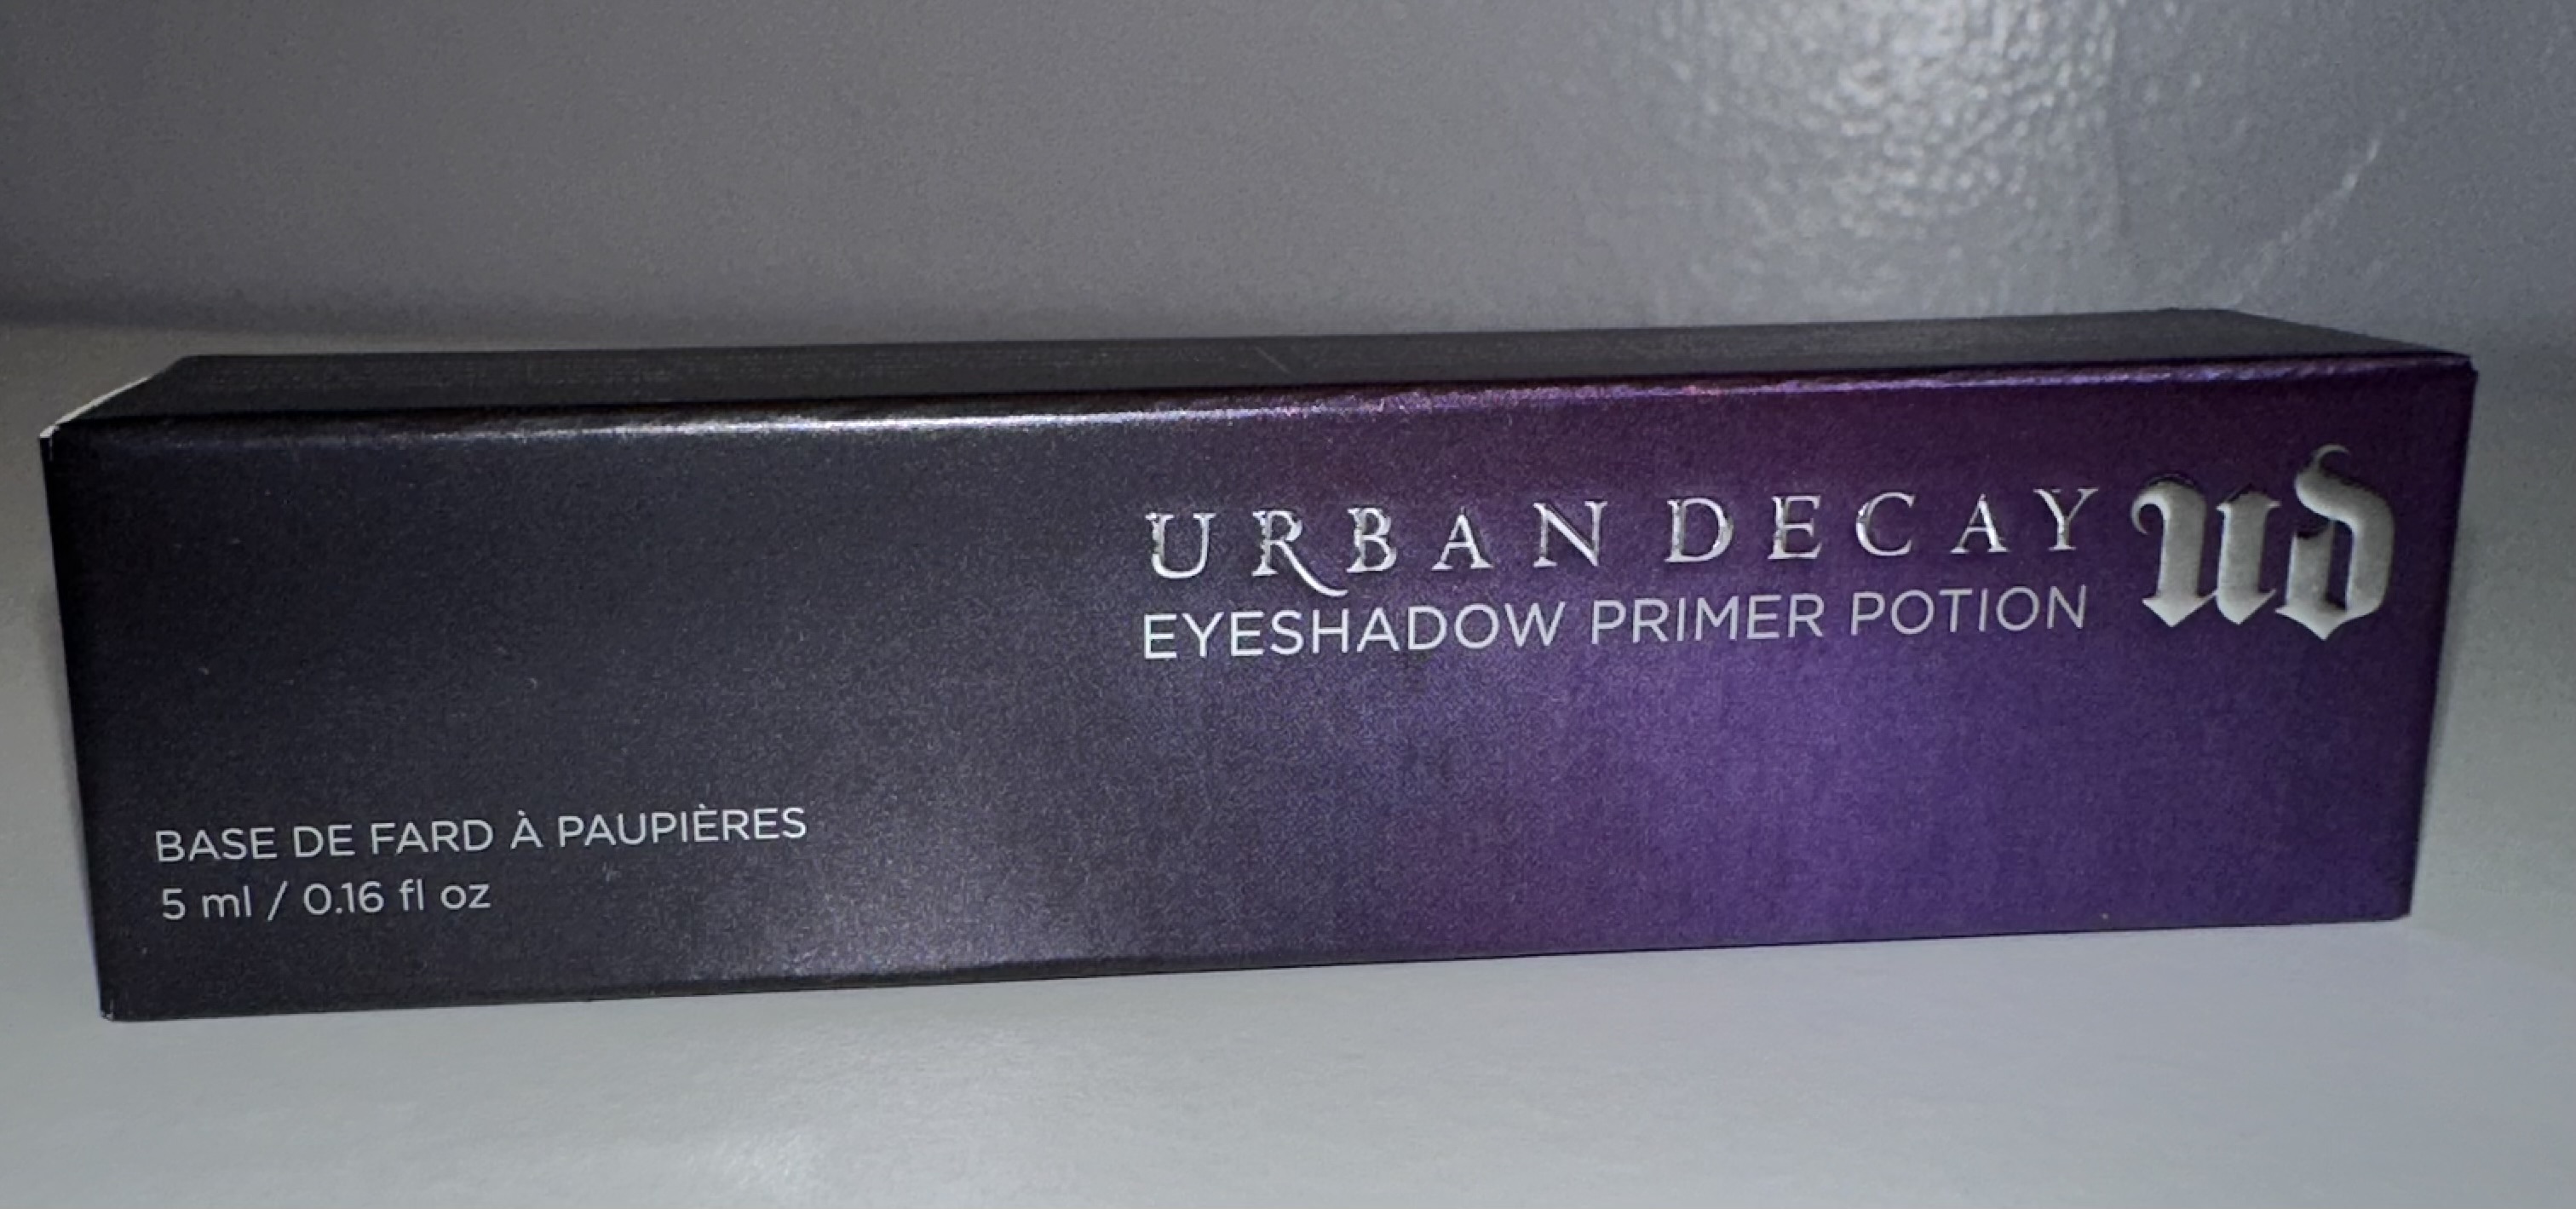 URBAN DECAY
EYESHADOW PRIMER POTION
ud
BASE DE FARD À PAUPIÈRES
5 ml / 0.16 fl oz